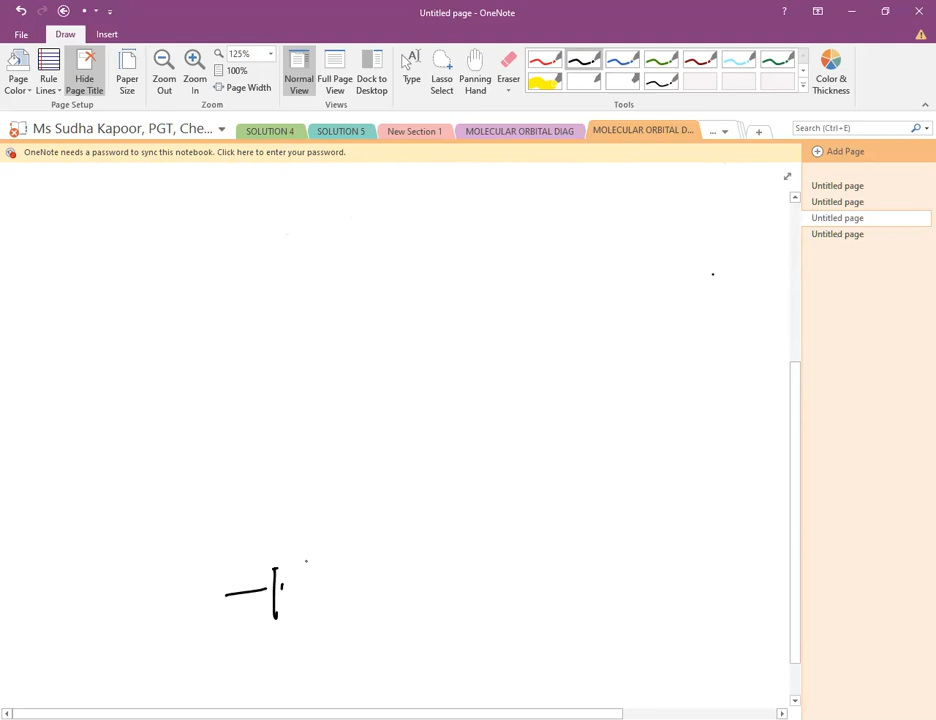 Untitled page - OneNote
?
File Draw Insert
125%
100%
Page Width
Page Color
Rule Lines
Hide Page Title
Paper Size
Zoom Out
Zoom In
Normal View
Full Page View
Dock to Desktop
Type
Lasso Select
Panning Hand
Eraser
Color & Thickness
Page Setup Zoom Views Tools
Ms Sudha Kapoor, PGT, Che... SOLUTION 4 SOLUTION 5 New Section 1 MOLECULAR ORBITAL DIAG MOLECULAR ORBITAL D... ... Search (Ctrl+E)
OneNote needs a password to sync this notebook. Click here to enter your password.
Add Page
Untitled page
Untitled page
Untitled page
Untitled page